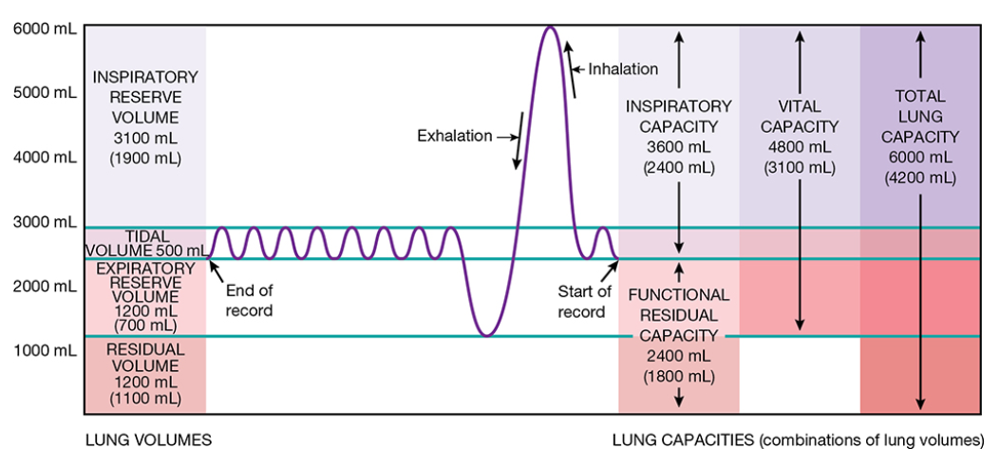 6000 mL
5000 mL
4000 mL
3000 mL
2000 mL
1000 mL
INSPIRATORY
RESERVE
VOLUME
3100 mL
(1900 mL)
TIDAL
VOLUME 500 mL
EXPIRATORY
RESERVE
VOLUME
1200 mL
(700 mL)
RESIDUAL
VOLUME
1200 mL
(1100 mL)
End of
record
Exhalation
Inhalation
Start of
record
INSPIRATORY
CAPACITY
3600 mL
(2400 mL)
FUNCTIONAL
RESIDUAL
CAPACITY
2400 mL
(1800 mL)
VITAL
CAPACITY
4800 mL
(3100 mL)
TOTAL
LUNG
CAPACITY
6000 mL
(4200 mL)
LUNG VOLUMES
LUNG CAPACITIES (combinations of lung volumes)